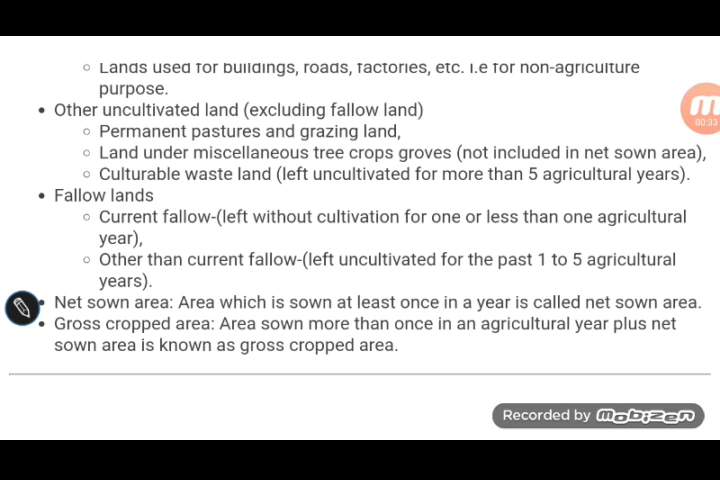 Lands used for buildings, roads, factories, etc. i.e for non-agriculture
purpose.
Other uncultivated land (excluding fallow land)
Permanent pastures and grazing land,
Land under miscellaneous tree crops groves (not included in net sown area),
Culturable waste land (left uncultivated for more than 5 agricultural years).
Fallow lands
Current fallow-(left without cultivation for one or less than one agricultural
year),
Other than current fallow-(left uncultivated for the past 1 to 5 agricultural
years).
Net sown area: Area which is sown at least once in a year is called net sown area.
Gross cropped area: Area sown more than once in an agricultural year plus net
sown area is known as gross cropped area.
00:33
Recorded by mobizen